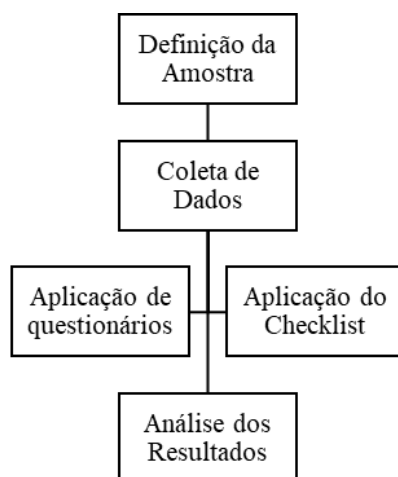 Definição da
Amostra
Coleta de
Dados
Aplicação de
questionários
Aplicação do
Checklist
Análise dos
Resultados